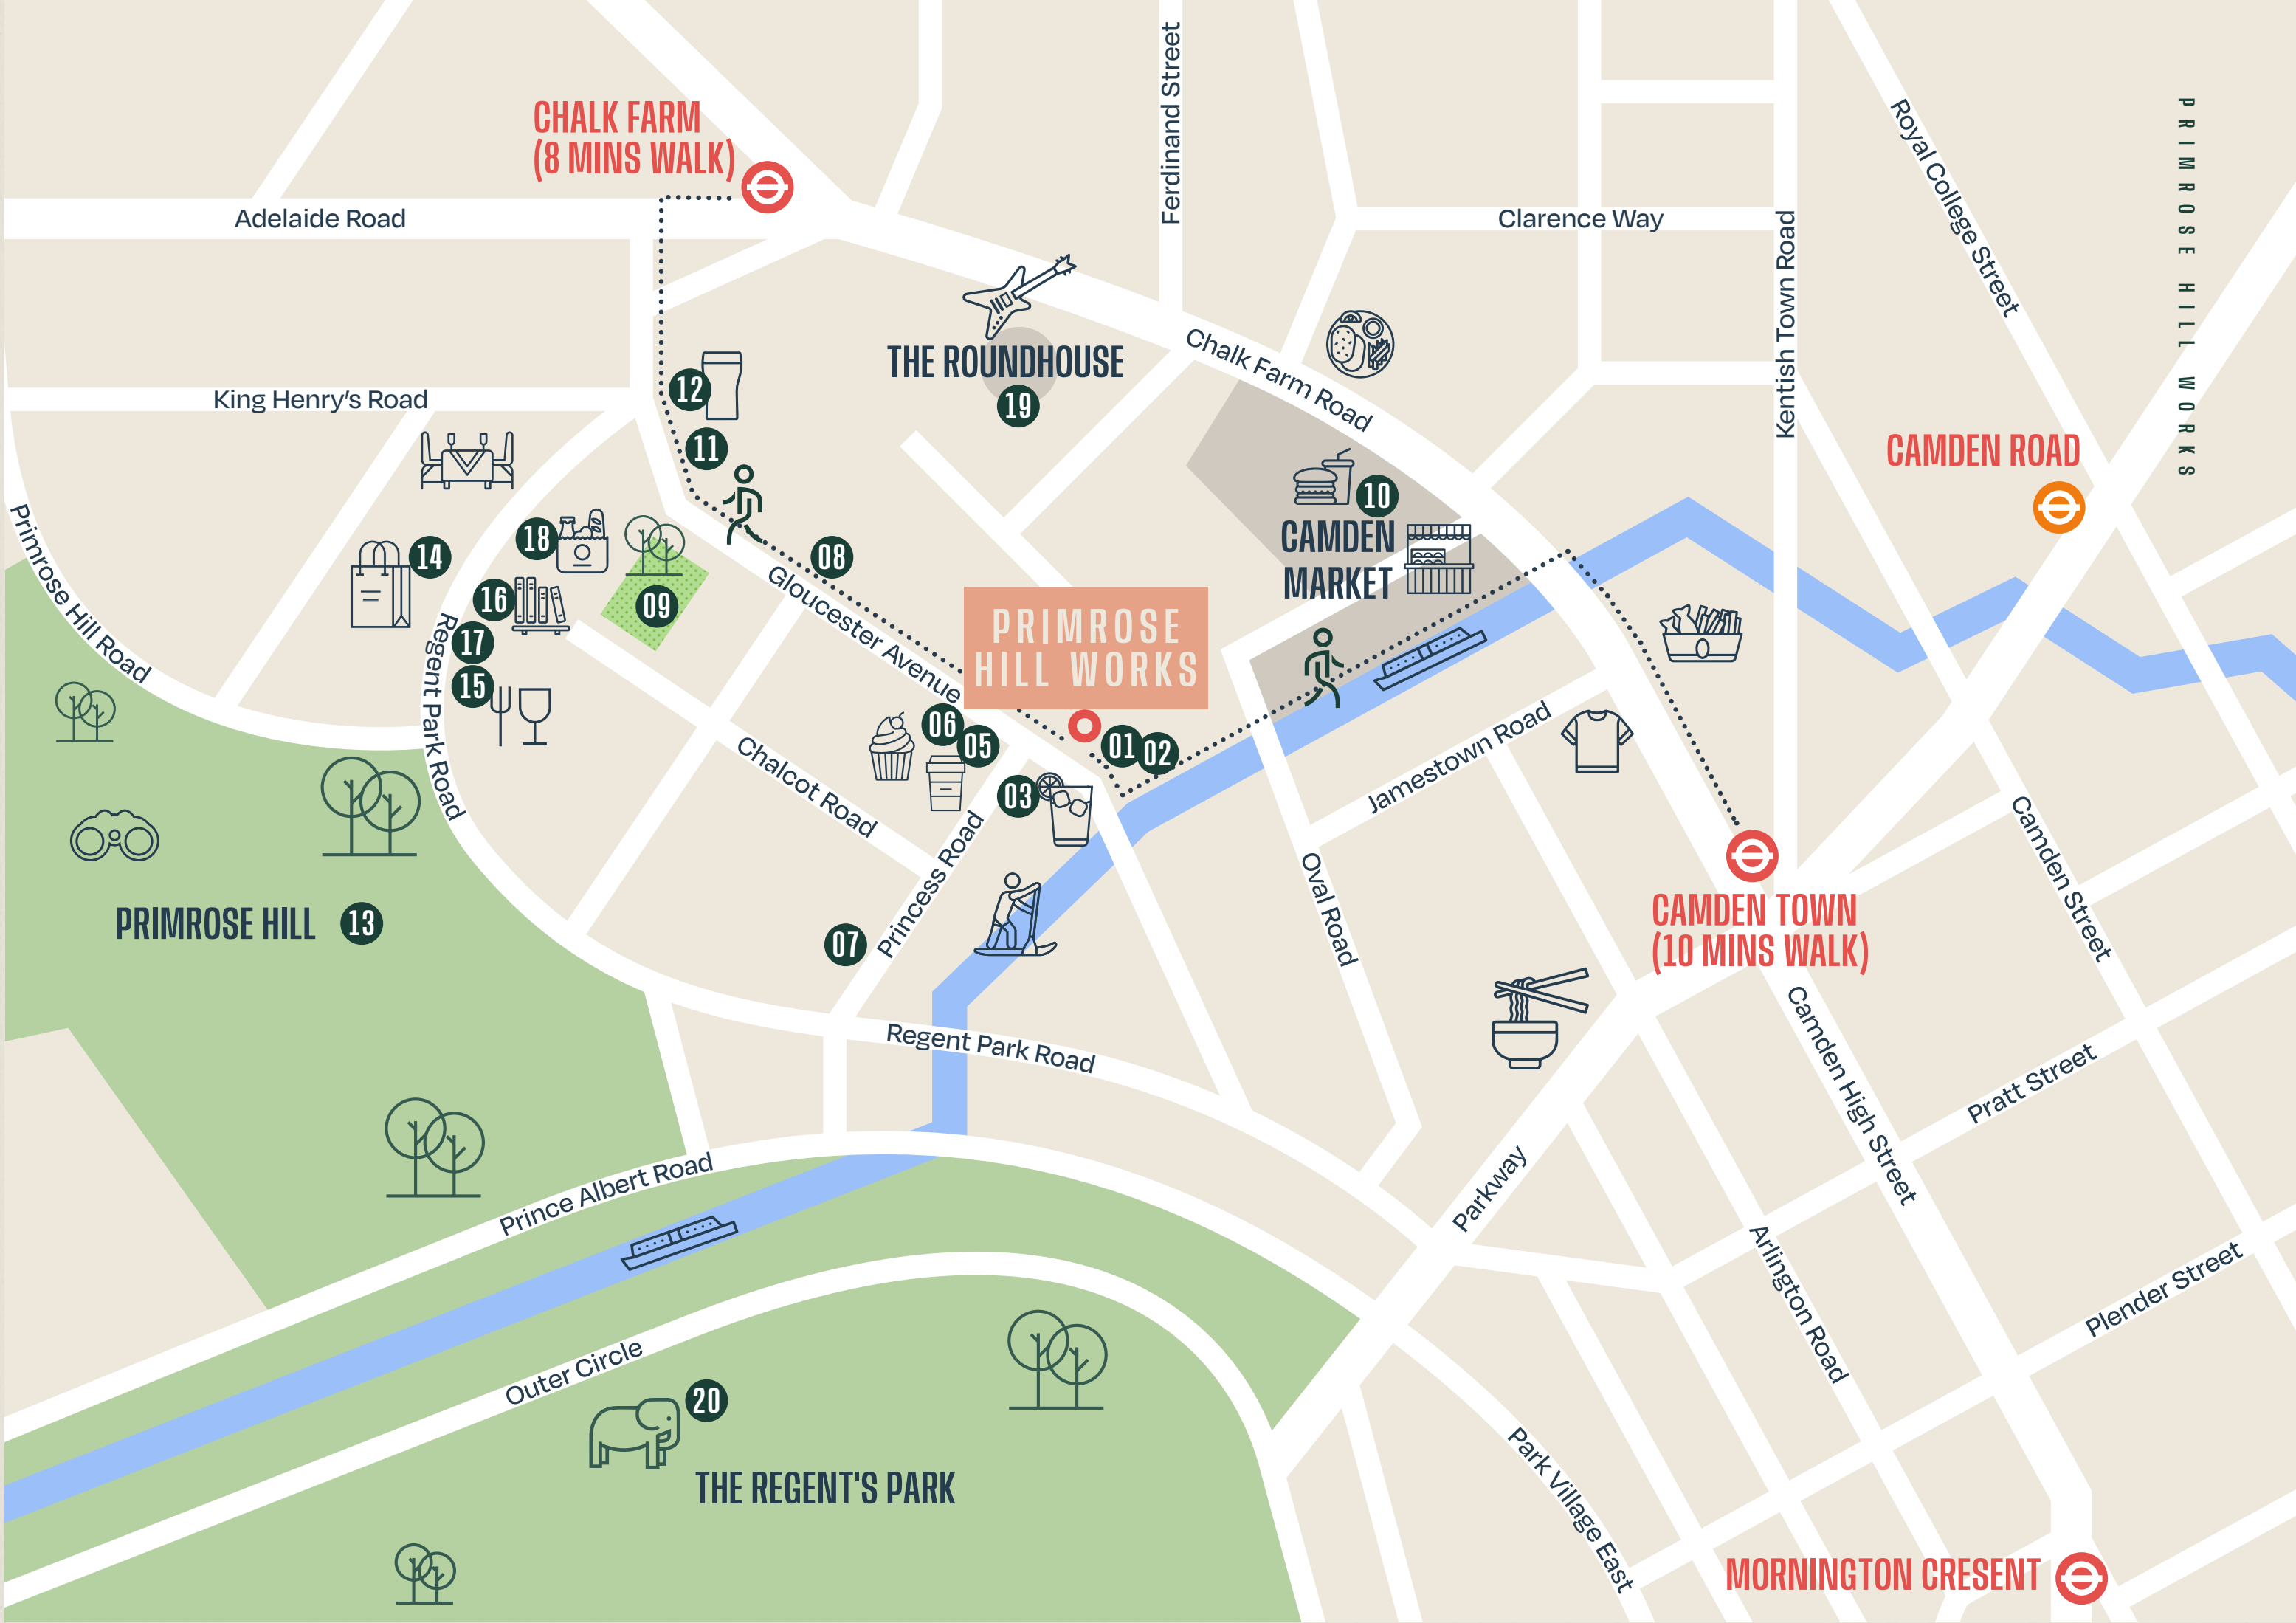 CHALK FARM
(8 MINS WALK)
Adelaide Road
Ferdinand Street
Clarence Way
Kentish Town Road
Royal College Street
PRIMROSE HILL WORKS
THE ROUNDHOUSE
19
Chalk Farm Road
King Henry's Road
12
11
CAMDEN ROAD
10
CAMDEN
MARKET
Primrose Hill Road
14
18
16
17
15
09
08
Gloucester Avenue
PRIMROSE
HILL WORKS
Regent Park Road
06
05
01
02
03
Jamestown Road
Chalcot Road
Princess Road
07
PRIMROSE HILL
13
Oval Road
CAMDEN TOWN
(10 MINS WALK)
Camden Street
Camden High Street
Regent Park Road
Pratt Street
Parkway
Prince Albert Road
Arlington Road
Plender Street
Outer Circle
20
THE REGENT'S PARK
Park Village East
MORNINGTON CRESENT